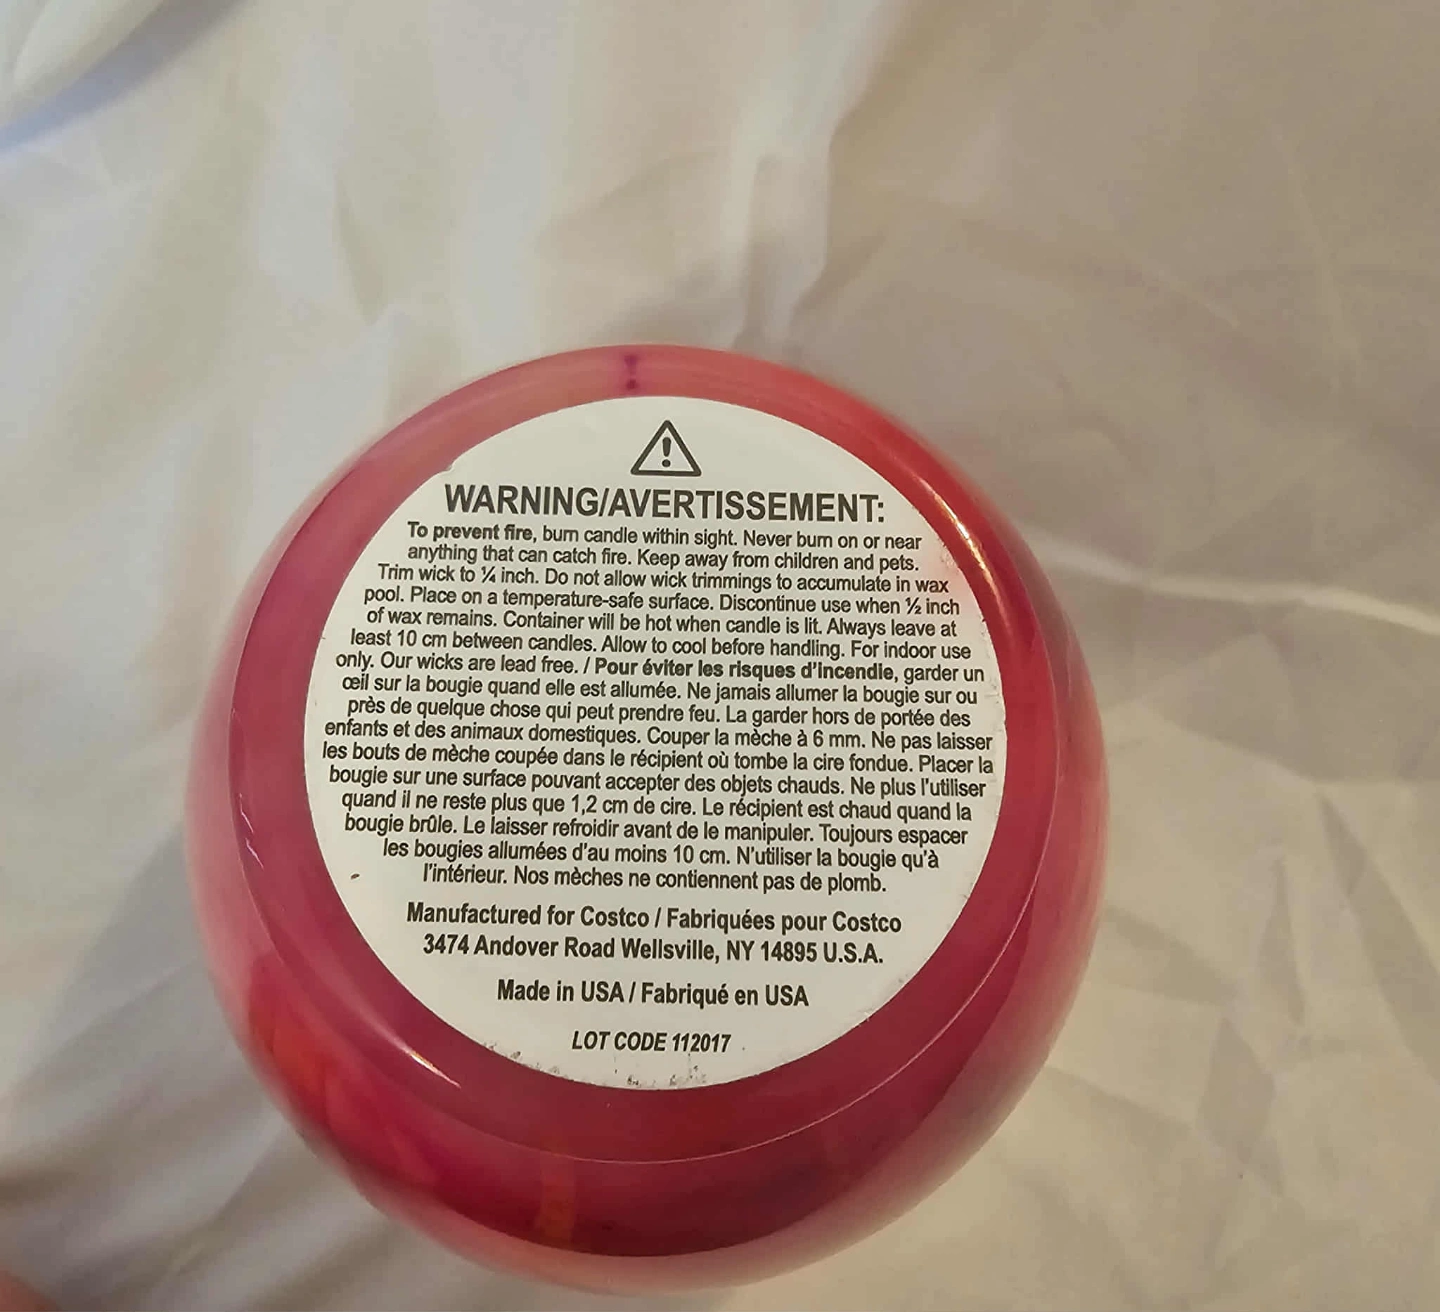 WARNING/AVERTISSEMENT:
To prevent fire, burn candle within sight. Never burn on or near
anything that can catch fire. Keep away from children and pets.
Trim wick to ¼ inch. Do not allow wick trimmings to accumulate in wax
pool. Place on a temperature-safe surface. Discontinue use when ½ inch
of wax remains. Container will be hot when candle is lit. Always leave at
least 10 cm between candles. Allow to cool before handling. For indoor use
only. Our wicks are lead free. / Pour éviter les risques d'incendie, garder un
œil sur la bougie quand elle est allumée. Ne jamais allumer la bougie sur ou
près de quelque chose qui peut prendre feu. La garder hors de portée des
enfants et des animaux domestiques. Couper la mèche à 6 mm. Ne pas laisser
les bouts de mèche coupée dans le récipient où tombe la cire fondue. Placer la
bougie sur une surface pouvant accepter des objets chauds. Ne plus l'utiliser
quand il ne reste plus que 1,2 cm de cire. Le récipient est chaud quand la
bougie brûle. Le laisser refroidir avant de le manipuler. Toujours espacer
les bougies allumées d'au moins 10 cm. N'utiliser la bougie qu'à
l'intérieur. Nos mèches ne contiennent pas de plomb.
Manufactured for Costco / Fabriquées pour Costco
3474 Andover Road Wellsville, NY 14895 U.S.A.
Made in USA / Fabriqué en USA
LOT CODE 112017